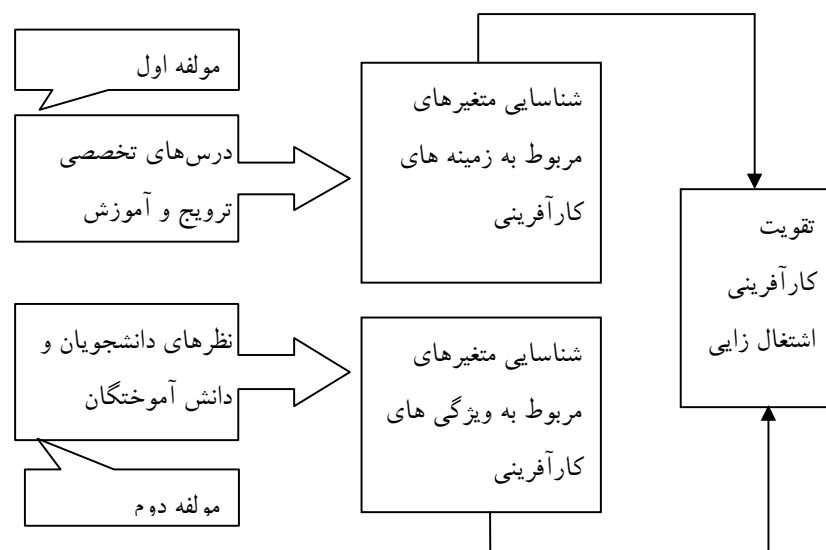 مولفه اول
درس‌های تخصصی
ترویج و آموزش
شناسایی متغیرهای
مربوط به زمینه های
کارآفرینی
تقویت
کارآفرینی
اشتغال زایی
نظرهای دانشجویان و
دانش آموختگان
شناسایی متغیرهای
مربوط به ویژگی های
کارآفرینی
مولفه دوم